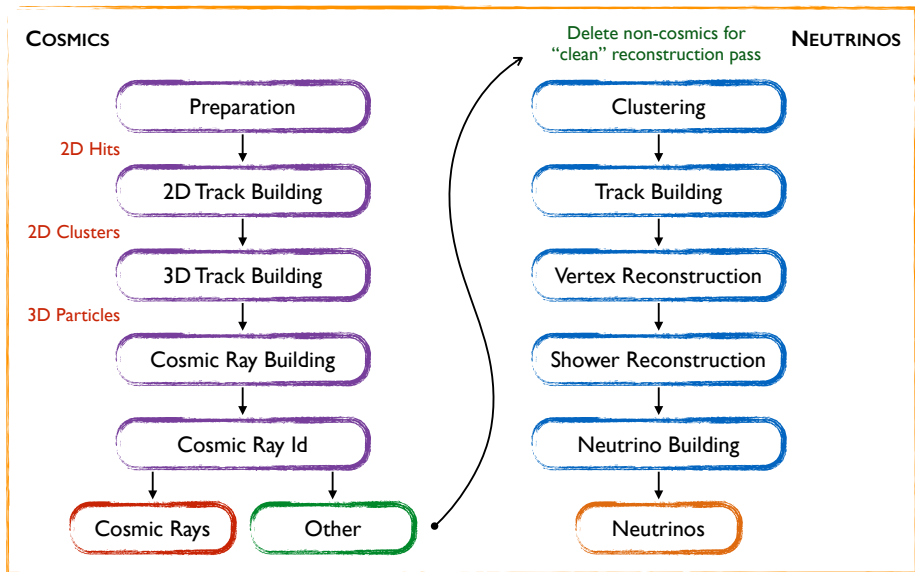 COSMICS
Preparation
2D Hits
2D Track Building
2D Clusters
3D Track Building
3D Particles
Cosmic Ray Building
Cosmic Ray Id
Cosmic Rays
Other
Delete non-cosmics for
“clean” reconstruction pass
NEUTRINOS
Clustering
Track Building
Vertex Reconstruction
Shower Reconstruction
Neutrino Building
Neutrinos